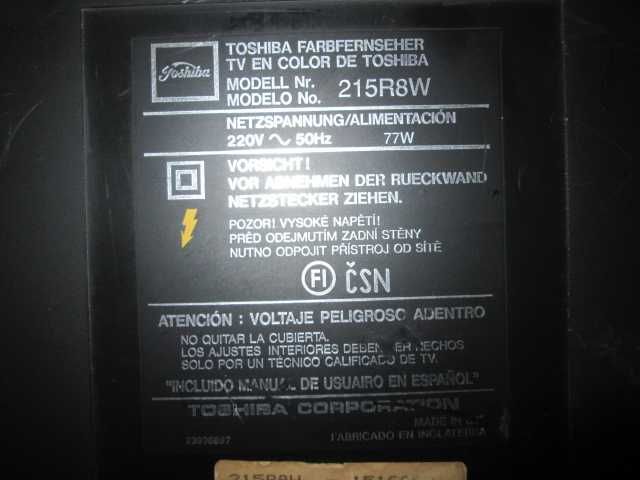 Toshiba
TOSHIBA FARBFERNSEHER
TV EN COLOR DE TOSHIBA
MODELL Nr.
MODELO No. 215R8W
NETZSPANNUNG/ALIMENTACIÓN
220V ~ 50Hz 77W
VORSICHT!
VOR ABNEHMEN DER RUECKWAND
NETZSTECKER ZIEHEN.
POZOR! VYSOKÉ NAPĚTÍ!
PŘED ODEJMUTÍM ZADNÍ STĚNY
NUTNO ODPOJIT PŘÍSTROJ OD SÍTĚ
FI ČSN
ATENCIÓN : VOLTAJE PELIGROSO ADENTRO
NO QUITAR LA CUBIERTA.
LOS AJUSTES INTERIORES DEBEN SER HECHOS
SOLO POR UN TÉCNICO CALIFICADO DE TV.
"INCLUIDO MANUAL DE USUAIRO EN ESPAÑOL"
TOSHIBA CORPORATION
MADE IN
FABRICADO EN INGLATERRA
215R8W